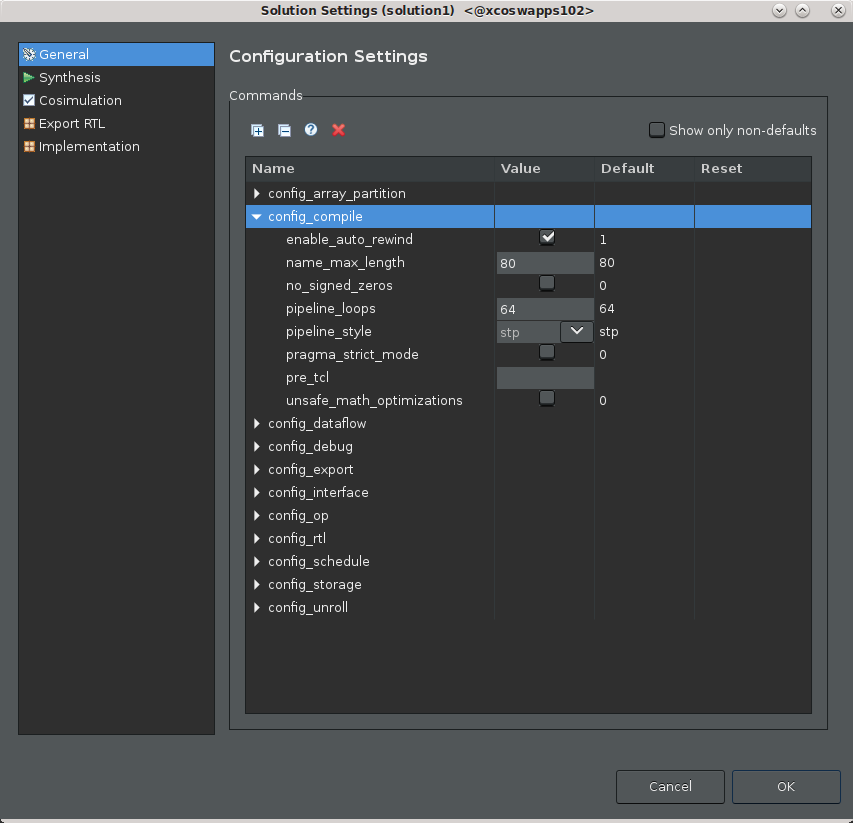 Solution Settings (solution1) <@xcoswapps102>
General
Synthesis
Cosimulation
Export RTL
Implementation
Configuration Settings
Commands
Show only non-defaults
Name Value Default Reset
config_array_partition
config_compile
enable_auto_rewind 1
name_max_length 80 80
no_signed_zeros 0
pipeline_loops 64 64
pipeline_style stp stp
pragma_strict_mode 0
pre_tcl
unsafe_math_optimizations 0
config_dataflow
config_debug
config_export
config_interface
config_op
config_rtl
config_schedule
config_storage
config_unroll
Cancel OK